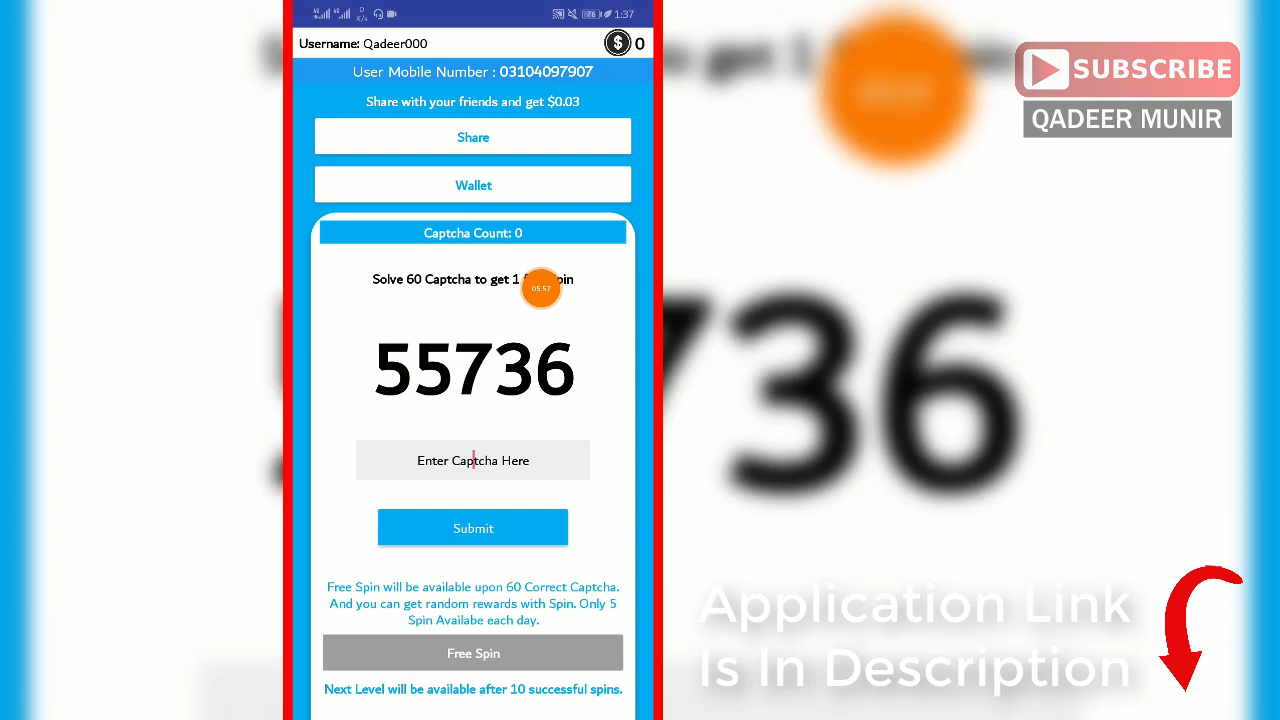 1:37
76
Username: Qadeer000
0
User Mobile Number : 03104097907
Share with your friends and get $0.03
Share
Wallet
Captcha Count: 0
Solve 60 Captcha to get 1
05:57
55736
Enter Captcha Here
Submit
Free Spin will be available upon 60 Correct Captcha.
And you can get random rewards with Spin. Only 5
Spin Availabe each day.
Free Spin
Next Level will be available after 10 successful spins.
SUBSCRIBE
QADEER MUNIR
Application Link
Is In Description